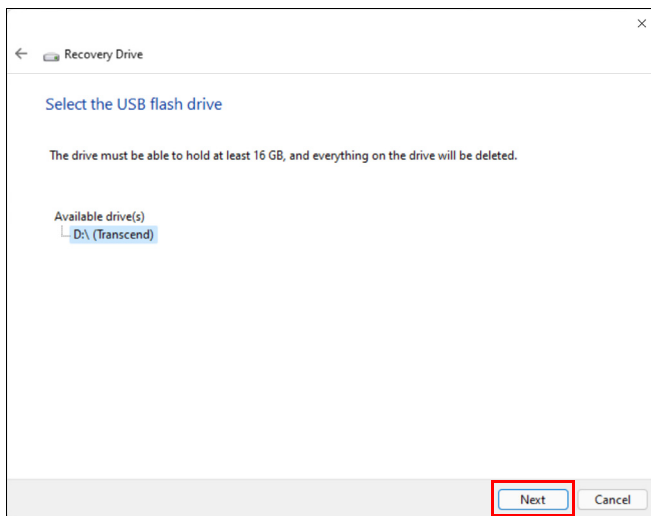 Recovery Drive
Select the USB flash drive
The drive must be able to hold at least 16 GB, and everything on the drive will be deleted.
Available drive(s)
D:\ (Transcend)
Next Cancel